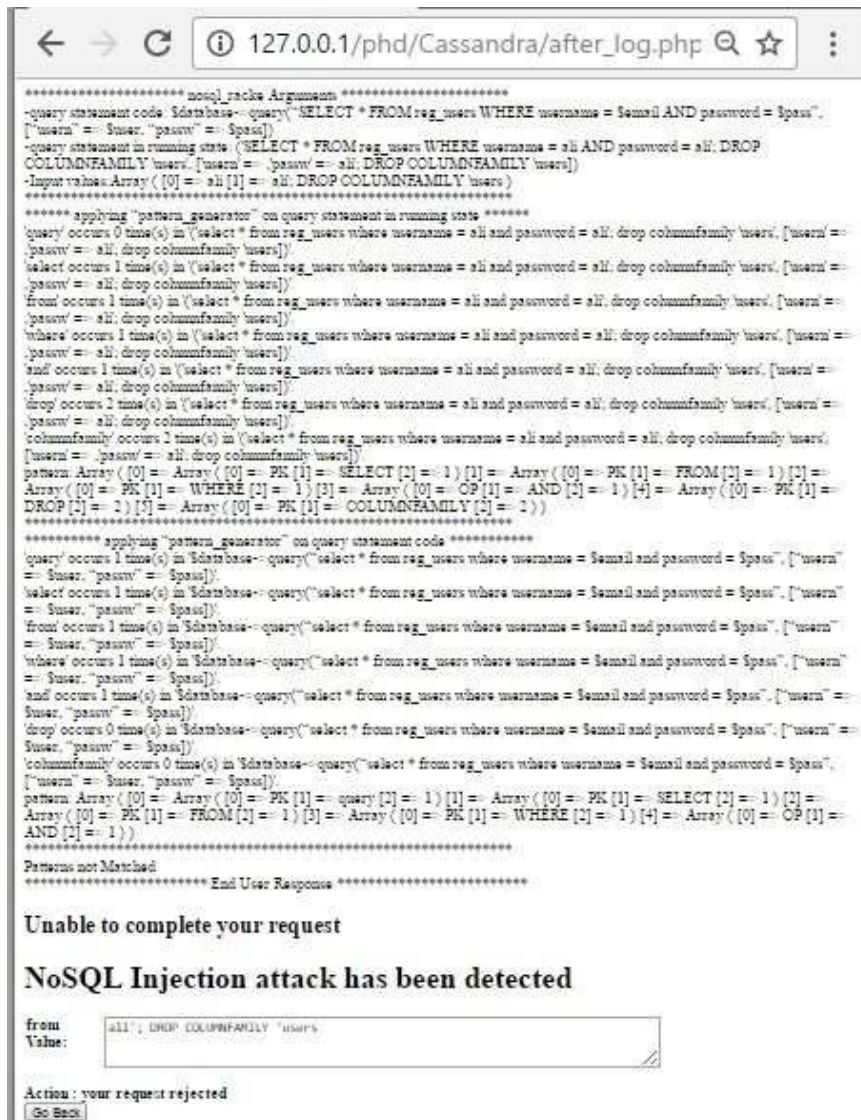 127.0.0.1/phd/Cassandra/after_log.php
********************** nosql_racke Arguments **********************
-query statement code: $database-=query("SELECT * FROM reg_users WHERE username = $email AND password = $pass",
["usern" => $user, "passw" => $pass])
-query statement in running state: ('SELECT * FROM reg_users WHERE username = ali AND password = ali'; DROP
COLUMNFAMILY 'users', ['usern' => ,'passw' => ali'; DROP COLUMNFAMILY 'users])
-Input values:Array ( [0] => ali [1] => ali'; DROP COLUMNFAMILY 'users )
****************************************************************
****** applying "pattern_generator" on query statement in running state ******
'query' occurs 0 time(s) in '('select * from reg_users where username = ali and password = ali'; drop columnfamily 'users', ['usern' =>
,'passw' => ali'; drop columnfamily 'users])'.
'select' occurs 1 time(s) in '('select * from reg_users where username = ali and password = ali'; drop columnfamily 'users', ['usern' =>
,'passw' => ali'; drop columnfamily 'users])'.
'from' occurs 1 time(s) in '('select * from reg_users where username = ali and password = ali'; drop columnfamily 'users', ['usern' =>
,'passw' => ali'; drop columnfamily 'users])'.
'where' occurs 1 time(s) in '('select * from reg_users where username = ali and password = ali'; drop columnfamily 'users', ['usern' =>
,'passw' => ali'; drop columnfamily 'users])'.
'and' occurs 1 time(s) in '('select * from reg_users where username = ali and password = ali'; drop columnfamily 'users', ['usern' =>
,'passw' => ali'; drop columnfamily 'users])'.
'drop' occurs 2 time(s) in '('select * from reg_users where username = ali and password = ali'; drop columnfamily 'users', ['usern' =>
,'passw' => ali'; drop columnfamily 'users])'.
'columnfamily' occurs 2 time(s) in '('select * from reg_users where username = ali and password = ali'; drop columnfamily 'users',
['usern' => ,'passw' => ali'; drop columnfamily 'users])'.
pattern: Array ( [0] => Array ( [0] => PK [1] => SELECT [2] => 1 ) [1] => Array ( [0] => PK [1] => FROM [2] => 1 ) [2] =>
Array ( [0] => PK [1] => WHERE [2] => 1 ) [3] => Array ( [0] => OP [1] => AND [2] => 1 ) [4] => Array ( [0] => PK [1] =>
DROP [2] => 2 ) [5] => Array ( [0] => PK [1] => COLUMNFAMILY [2] => 2 ) )
****************************************************************
********** applying "pattern_generator" on query statement code ***********
'query' occurs 1 time(s) in '$database-=query("select * from reg_users where username = $email and password = $pass", ["usern"
=> $user, "passw" => $pass])'.
'select' occurs 1 time(s) in '$database-=query("select * from reg_users where username = $email and password = $pass", ["usern"
=> $user, "passw" => $pass])'.
'from' occurs 1 time(s) in '$database-=query("select * from reg_users where username = $email and password = $pass", ["usern"
=> $user, "passw" => $pass])'.
'where' occurs 1 time(s) in '$database-=query("select * from reg_users where username = $email and password = $pass", ["usern"
=> $user, "passw" => $pass])'.
'and' occurs 1 time(s) in '$database-=query("select * from reg_users where username = $email and password = $pass", ["usern" =>
$user, "passw" => $pass])'.
'drop' occurs 0 time(s) in '$database-=query("select * from reg_users where username = $email and password = $pass", ["usern" =>
$user, "passw" => $pass])'.
'columnfamily' occurs 0 time(s) in '$database-=query("select * from reg_users where username = $email and password = $pass",
["usern" => $user, "passw" => $pass])'.
pattern: Array ( [0] => Array ( [0] => PK [1] => query [2] => 1 ) [1] => Array ( [0] => PK [1] => SELECT [2] => 1 ) [2] =>
Array ( [0] => PK [1] => FROM [2] => 1 ) [3] => Array ( [0] => PK [1] => WHERE [2] => 1 ) [4] => Array ( [0] => OP [1] =>
AND [2] => 1 ) )
****************************************************************
Patterns not Matched
************************ End User Response *************************
Unable to complete your request
NoSQL Injection attack has been detected
from
Value:
all'; DROP COLUMNFAMILY 'users
Action : your request rejected
Go Back